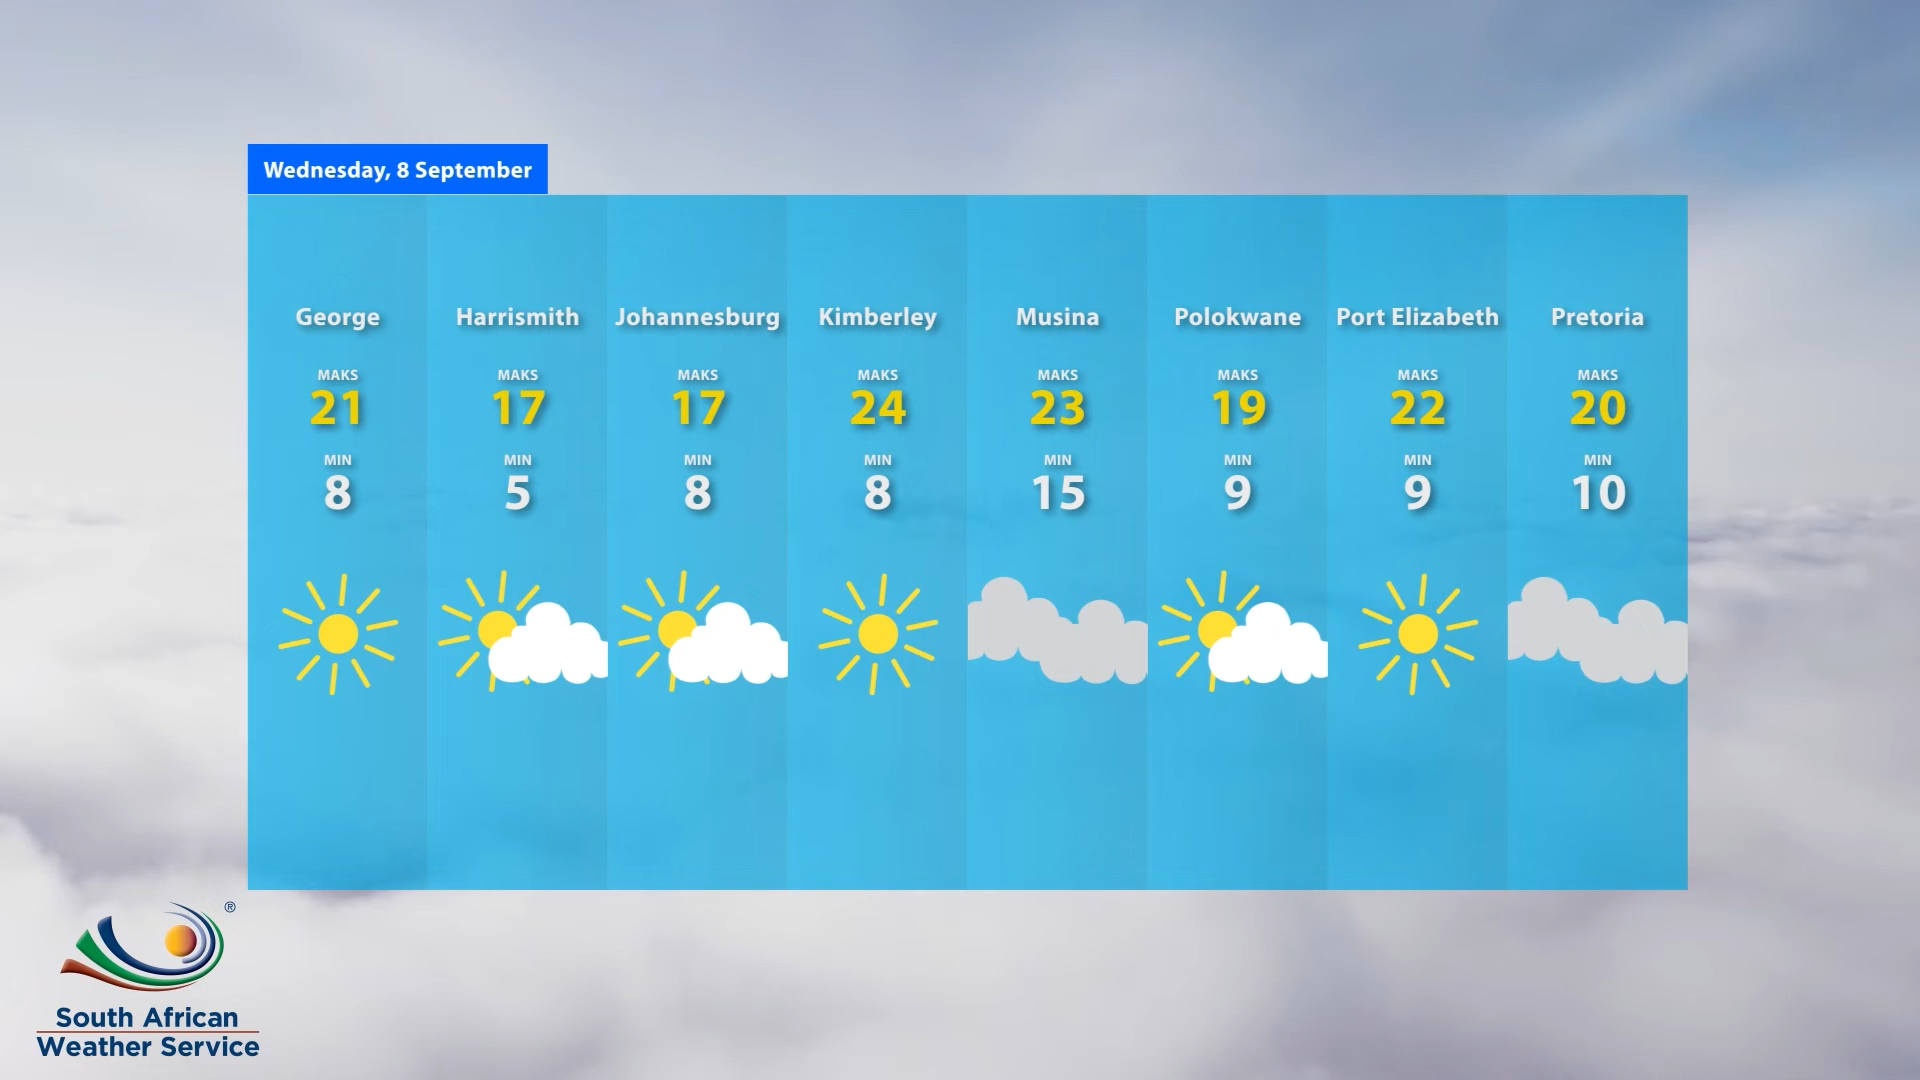 Wednesday, 8 September
George Harrismith Johannesburg Kimberley Musina Polokwane Port Elizabeth Pretoria
MAKS MAKS MAKS MAKS MAKS MAKS MAKS MAKS
21 17 17 24 23 19 22 20
MIN MIN MIN MIN MIN MIN MIN MIN
8 5 8 8 15 9 9 10
®
South African
Weather Service